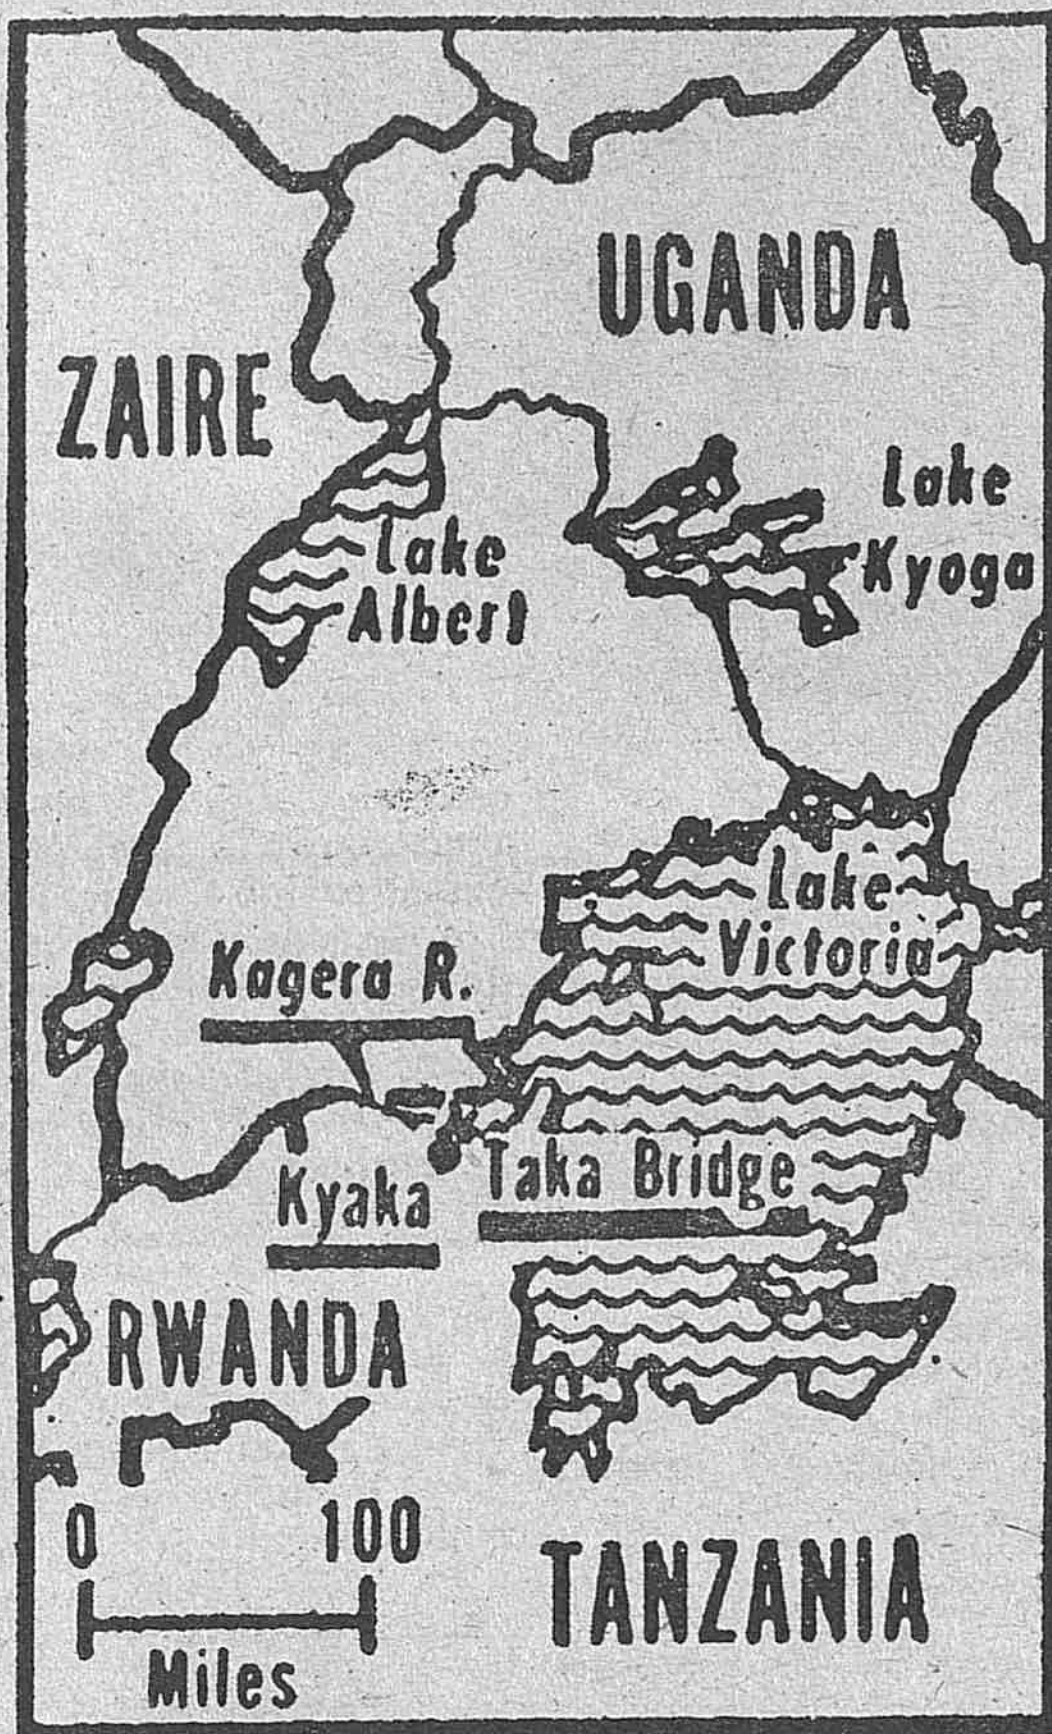 UGANDA
ZAIRE
Lake
Kyoga
Lake
Albert
Lake
Victoria
Kagera R.
Kyaka
Taka Bridge
RWANDA
0 100
Miles
TANZANIA